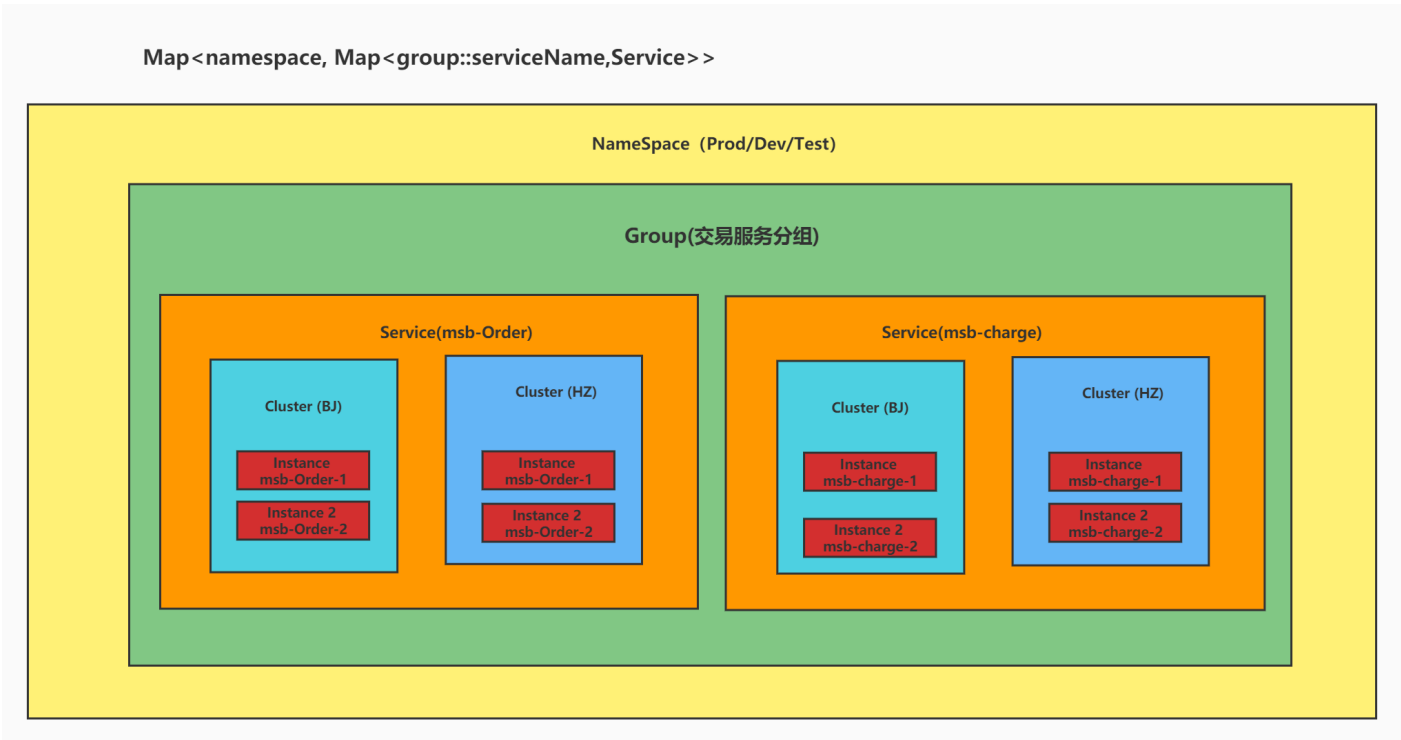 Map<namespace, Map<group::serviceName,Service>>
NameSpace（Prod/Dev/Test）
Group(交易服务分组)
Service(msb-Order)
Cluster (BJ)
Instance
msb-Order-1
Instance 2
msb-Order-2
Cluster (HZ)
Instance
msb-Order-1
Instance 2
msb-Order-2
Service(msb-charge)
Cluster (BJ)
Instance
msb-charge-1
Instance 2
msb-charge-2
Cluster (HZ)
Instance
msb-charge-1
Instance 2
msb-charge-2